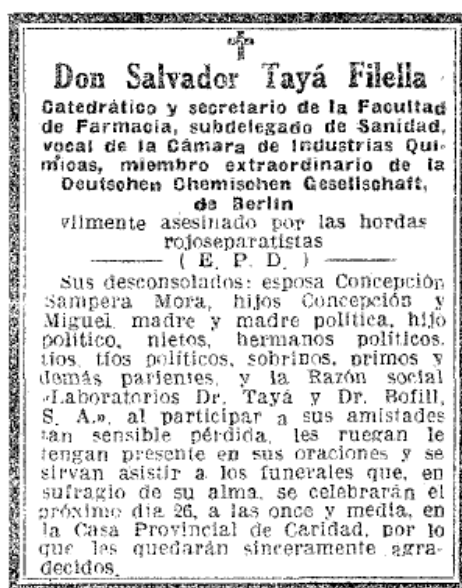 Don Salvador Tayá Filella
Catedrático y secretario de la Facultad
de Farmacia, subdelegado de Sanidad,
vocal de la Cámara de Industrias Quí-
micas, miembro extraordinario de la
Deutschen Chemischen Gesellschaft,
de Berlín
vilmente asesinado por las hordas
rojoseparatistas
( E. P. D. )
Sus desconsolados: esposa Concepción
Sampera Mora, hijos Concepción y
Miguel, madre y madre política, hijo
político, nietos, hermanos políticos,
tíos, tíos políticos, sobrinos, primos y
demás parientes, y la Razón social
«Laboratorios Dr. Tayá y Dr. Bofill,
S. A.», al participar a sus amistades
tan sensible pérdida, les ruegan le
tengan presente en sus oraciones y se
sirvan asistir a los funerales que, en
sufragio de su alma, se celebrarán el
próximo día 26, a las once y media, en
la Casa Provincial de Caridad, por lo
que les quedarán sinceramente agra-
decidos.